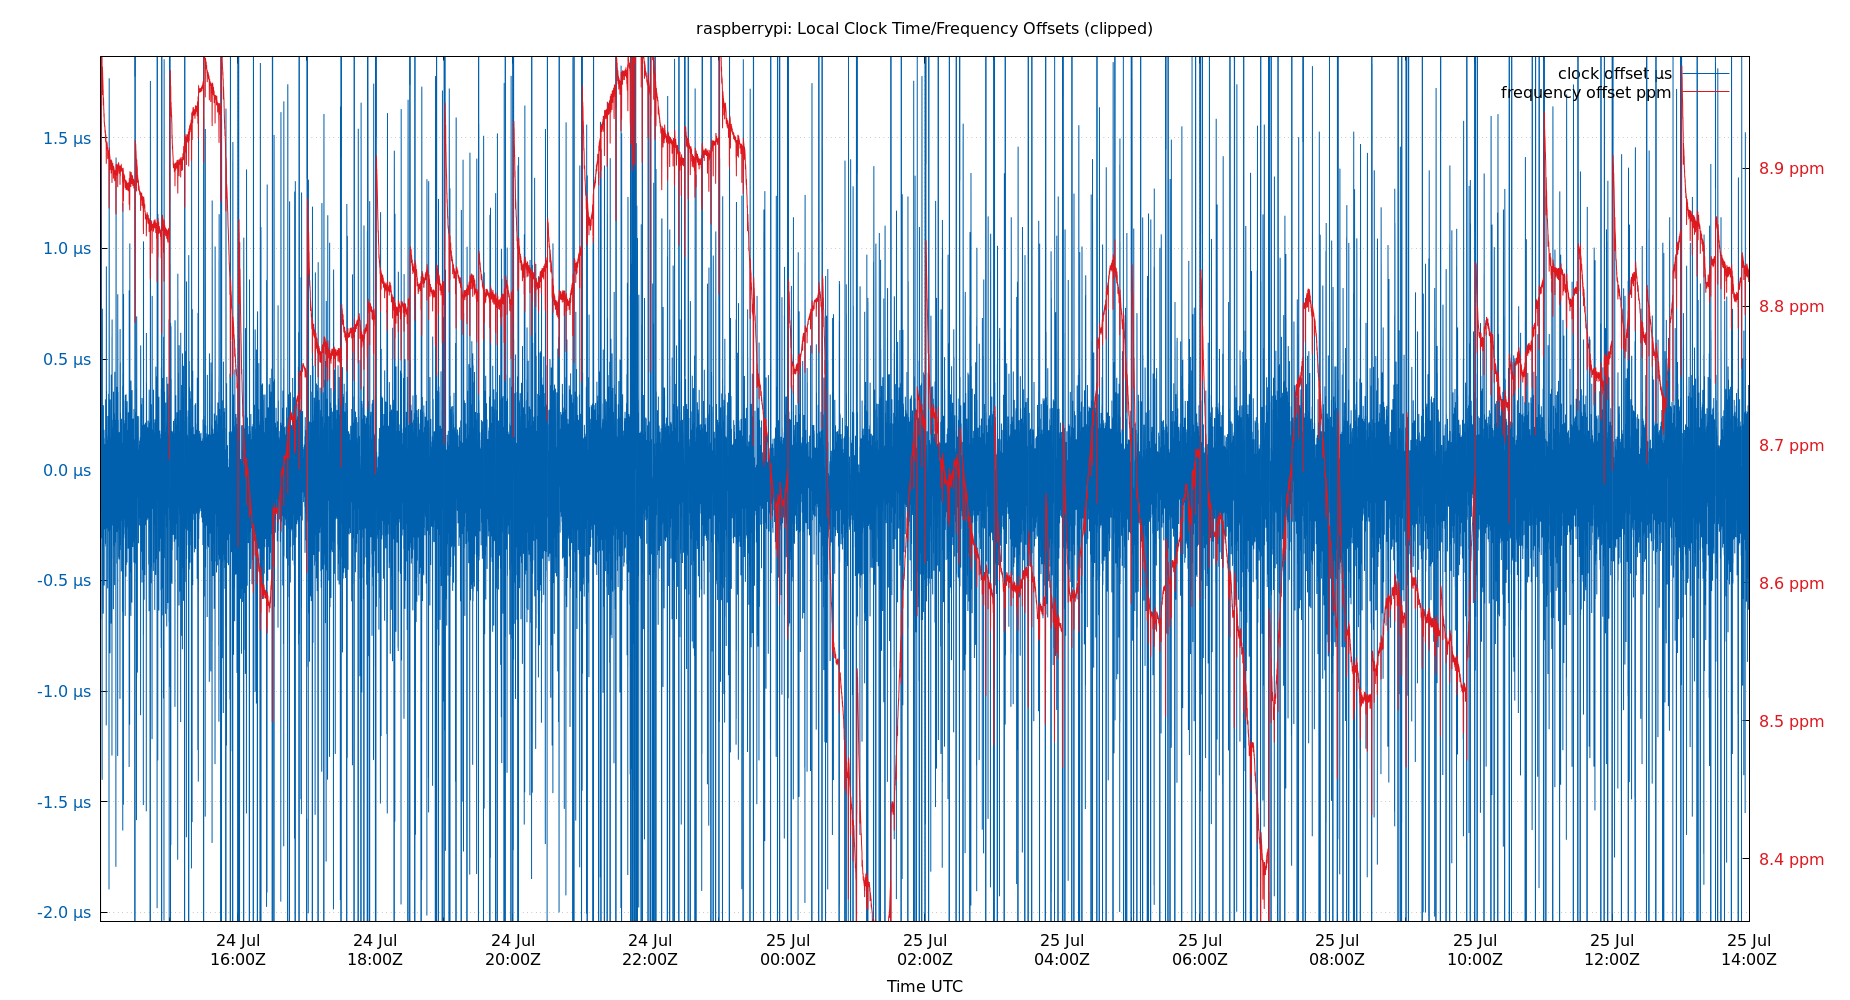 raspberrypi: Local Clock Time/Frequency Offsets (clipped)
clock offset µs
frequency offset ppm
1.5 µs
1.0 µs
0.5 µs
0.0 µs
-0.5 µs
-1.0 µs
-1.5 µs
-2.0 µs
8.9 ppm
8.8 ppm
8.7 ppm
8.6 ppm
8.5 ppm
8.4 ppm
24 Jul 24 Jul 24 Jul 24 Jul 25 Jul 25 Jul 25 Jul 25 Jul 25 Jul 25 Jul 25 Jul 25 Jul
16:00Z 18:00Z 20:00Z 22:00Z 00:00Z 02:00Z 04:00Z 06:00Z 08:00Z 10:00Z 12:00Z 14:00Z
Time UTC